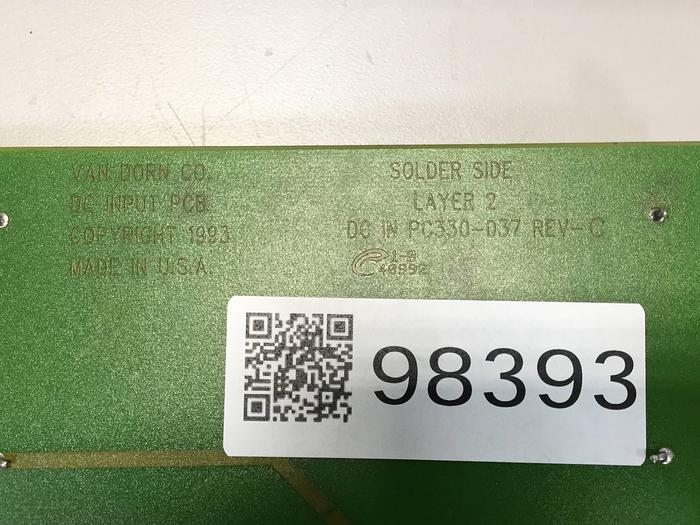 VAN DORN CO.
DC INPUT PCB
COPYRIGHT 1993
MADE IN U.S.A.
SOLDER SIDE
LAYER 2
DC IN PC330-037 REV-C
98393